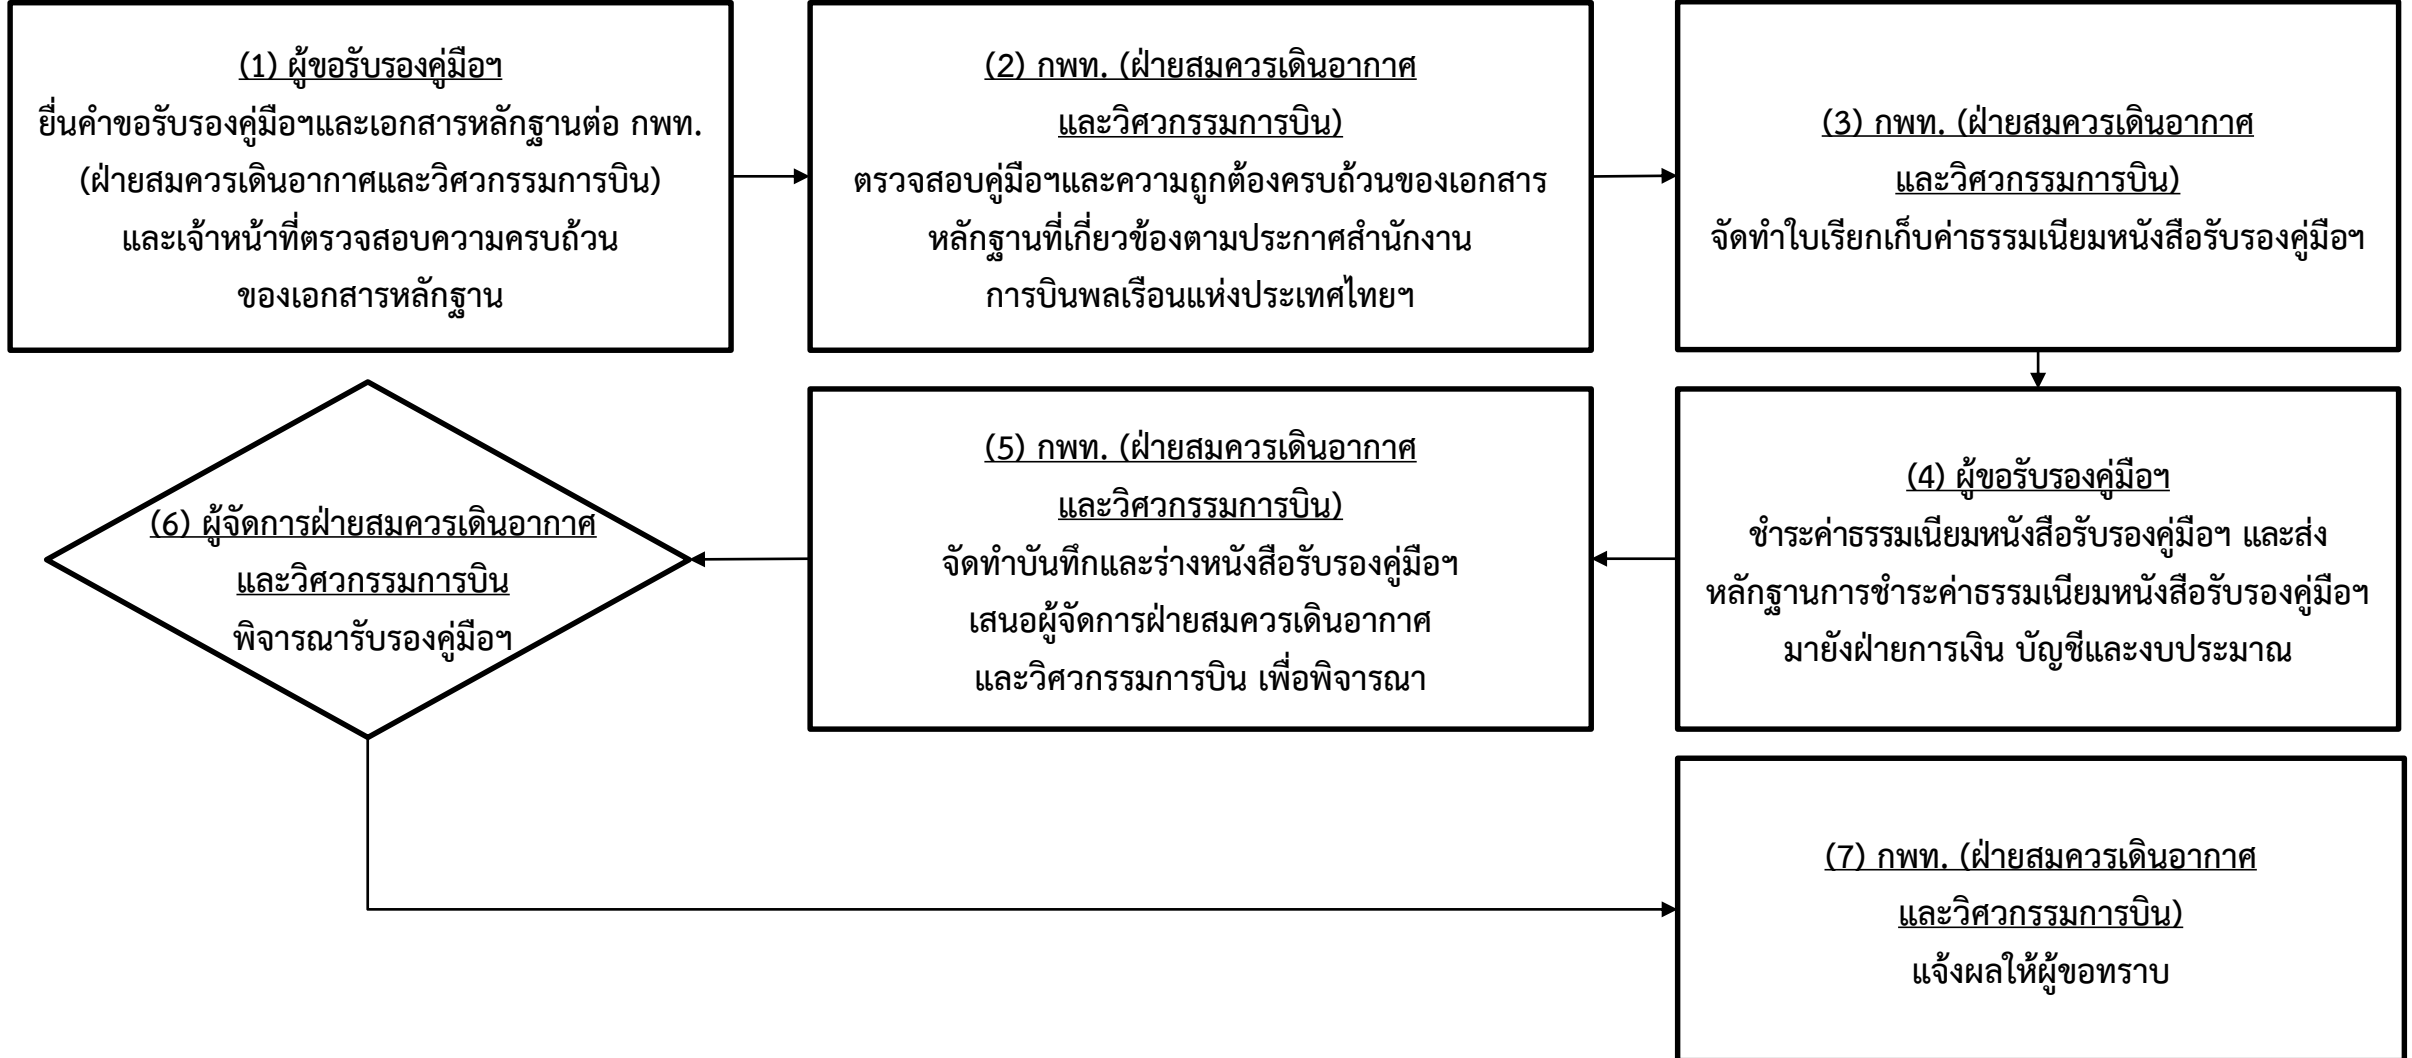 (1) ผู้ขอรับรองคู่มือฯ
ยื่นคำขอรับรองคู่มือฯและเอกสารหลักฐานต่อ กพท.
(ฝ่ายสมควรเดินอากาศและวิศวกรรมการบิน)
และเจ้าหน้าที่ตรวจสอบความครบถ้วน
ของเอกสารหลักฐาน
(2) กพท. (ฝ่ายสมควรเดินอากาศ
และวิศวกรรมการบิน)
ตรวจสอบคู่มือฯและความถูกต้องครบถ้วนของเอกสาร
หลักฐานที่เกี่ยวข้องตามประกาศสำนักงาน
การบินพลเรือนแห่งประเทศไทยฯ
(3) กพท. (ฝ่ายสมควรเดินอากาศ
และวิศวกรรมการบิน)
จัดทำใบเรียกเก็บค่าธรรมเนียมหนังสือรับรองคู่มือฯ
(4) ผู้ขอรับรองคู่มือฯ
ชำระค่าธรรมเนียมหนังสือรับรองคู่มือฯ และส่ง
หลักฐานการชำระค่าธรรมเนียมหนังสือรับรองคู่มือฯ
มายังฝ่ายการเงิน บัญชีและงบประมาณ
(5) กพท. (ฝ่ายสมควรเดินอากาศ
และวิศวกรรมการบิน)
จัดทำบันทึกและร่างหนังสือรับรองคู่มือฯ
เสนอผู้จัดการฝ่ายสมควรเดินอากาศ
และวิศวกรรมการบิน เพื่อพิจารณา
(6) ผู้จัดการฝ่ายสมควรเดินอากาศ
และวิศวกรรมการบิน
พิจารณารับรองคู่มือฯ
(7) กพท. (ฝ่ายสมควรเดินอากาศ
และวิศวกรรมการบิน)
แจ้งผลให้ผู้ขอทราบ